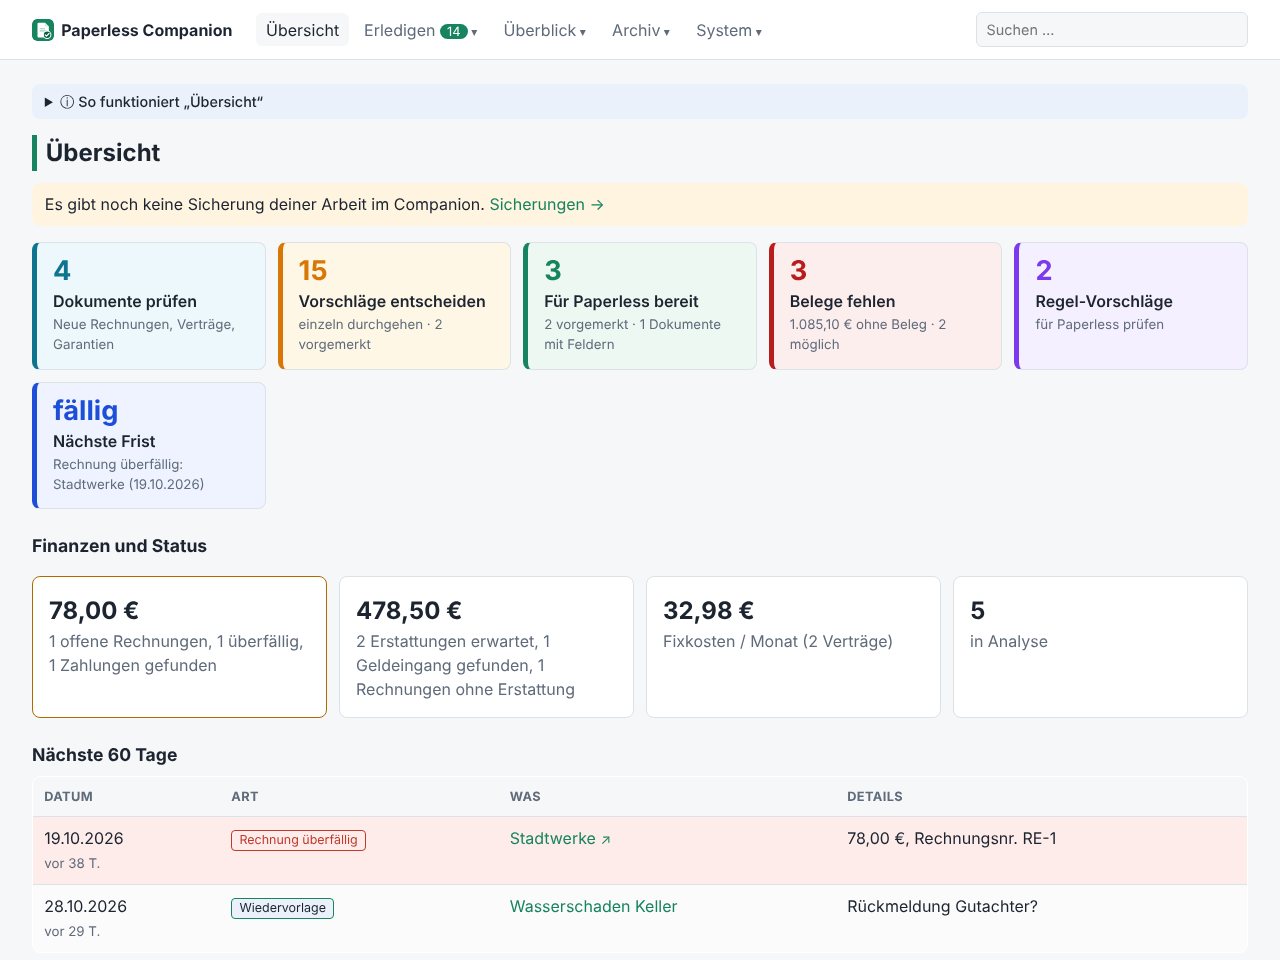 Paperless Companion
Übersicht
Erledigen 14 ▾
Überblick ▾
Archiv ▾
System ▾
Suchen ...
▶ ⓘ So funktioniert „Übersicht“
Übersicht
Es gibt noch keine Sicherung deiner Arbeit im Companion. Sicherungen →
4
Dokumente prüfen
Neue Rechnungen, Verträge,
Garantien
15
Vorschläge entscheiden
einzeln durchgehen · 2
vorgemerkt
3
Für Paperless bereit
2 vorgemerkt · 1 Dokumente
mit Feldern
3
Belege fehlen
1.085,10 € ohne Beleg · 2
möglich
2
Regel-Vorschläge
für Paperless prüfen
fällig
Nächste Frist
Rechnung überfällig:
Stadtwerke (19.10.2026)
Finanzen und Status
78,00 €
1 offene Rechnungen, 1 überfällig,
1 Zahlungen gefunden
478,50 €
2 Erstattungen erwartet, 1
Geldeingang gefunden, 1
Rechnungen ohne Erstattung
32,98 €
Fixkosten / Monat (2 Verträge)
5
in Analyse
Nächste 60 Tage
DATUM ART WAS DETAILS
19.10.2026 Rechnung überfällig Stadtwerke ↗ 78,00 €, Rechnungsnr. RE-1
vor 38 T.
28.10.2026 Wiedervorlage Wasserschaden Keller Rückmeldung Gutachter?
vor 29 T.